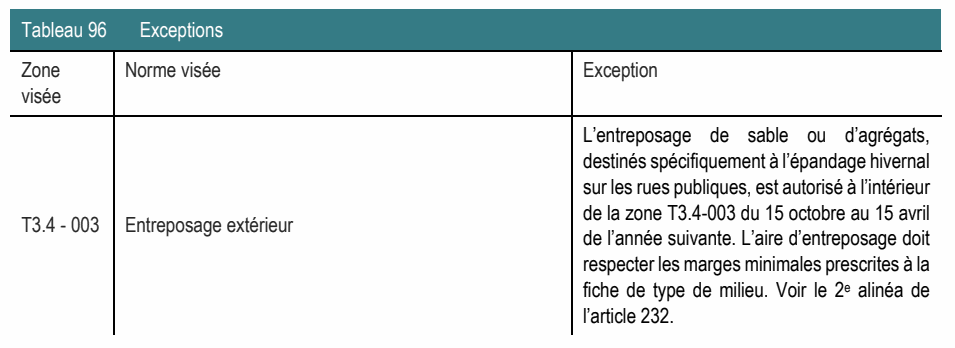 Tableau 96 Exceptions
Zone visée
Norme visée
Exception
T3.4 - 003
Entreposage extérieur
L’entreposage de sable ou d’agrégats,
destinés spécifiquement à l’épandage hivernal
sur les rues publiques, est autorisé à l’intérieur
de la zone T3.4-003 du 15 octobre au 15 avril
de l’année suivante. L’aire d’entreposage doit
respecter les marges minimales prescrites à la
fiche de type de milieu. Voir le 2e alinéa de
l’article 232.